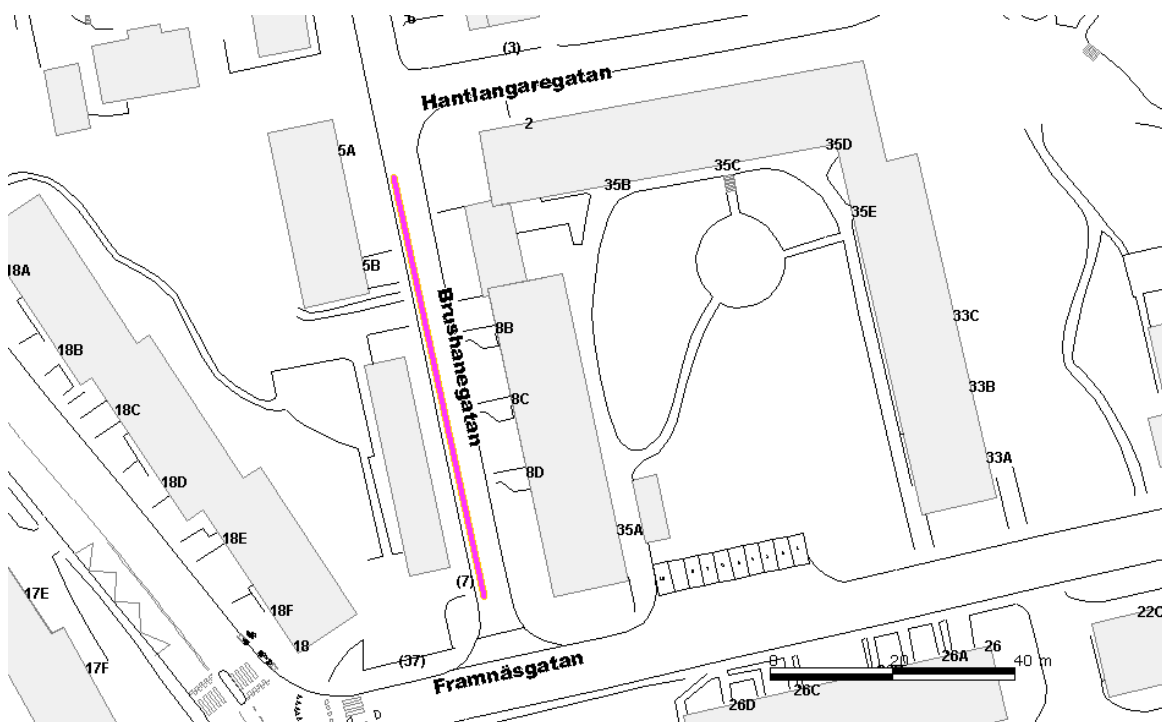 (3)
Hantlangaregatan
2
5A
35D
35C
35B
35E
5B
18A
Brushanegatan
33C
8B
18B
33B
8C
18C
33A
8D
18D
35A
18E
(7)
17E
18F
22C
18
26
26A
(37)
0 20 40 m
Framnäsgatan
17F
26C
26D